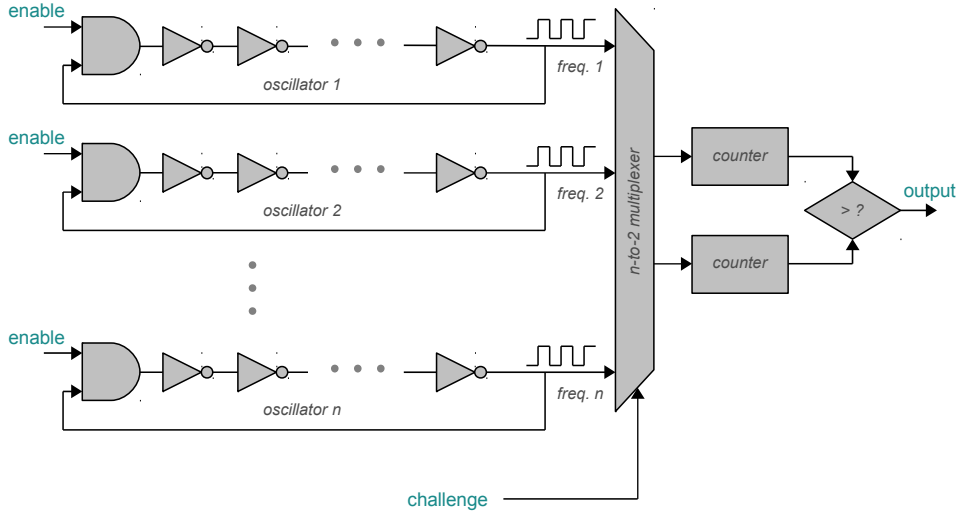 enable
freq. 1
oscillator 1
enable
freq. 2
oscillator 2
enable
freq. n
oscillator n
n-to-2 multiplexer
counter
counter
> ?
output
challenge